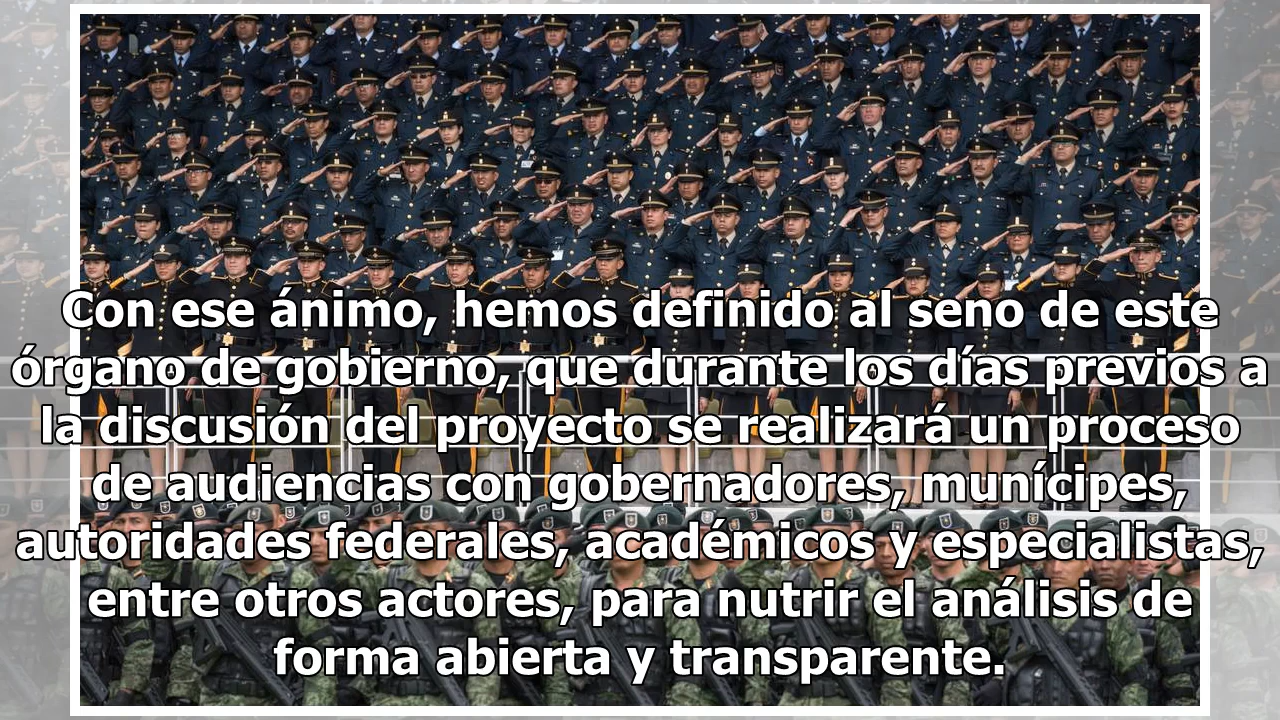 Con ese ánimo, hemos definido al seno de este
órgano de gobierno, que durante los días previos a
la discusión del proyecto se realizará un proceso
de audiencias con gobernadores, munícipes,
autoridades federales, académicos y especialistas,
entre otros actores, para nutrir el análisis de
forma abierta y transparente.